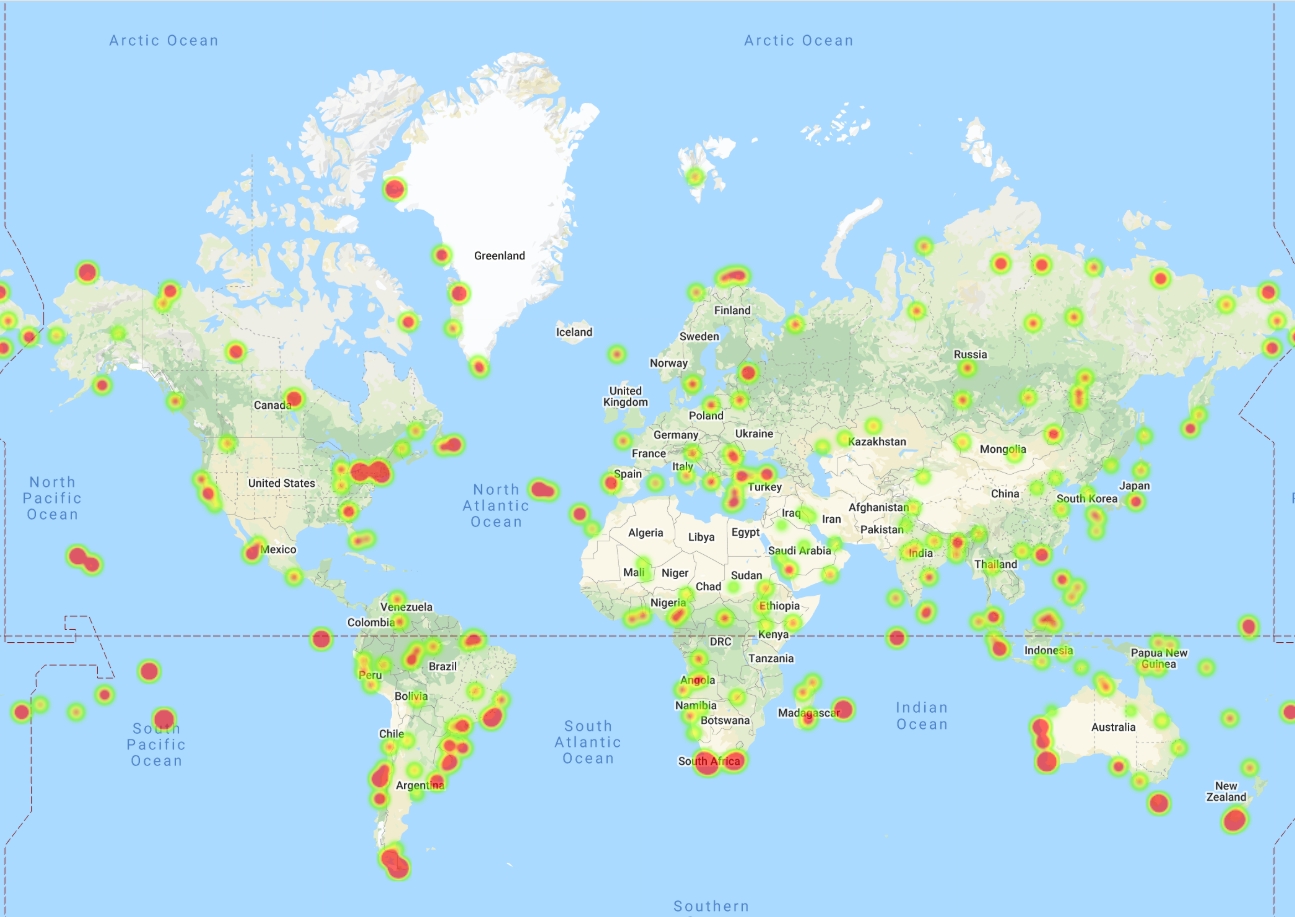 Arctic Ocean
Arctic Ocean
Greenland
Iceland
Finland
Sweden
Norway
Russia
United
Kingdom
Canada
Poland
Germany
Ukraine
Kazakhstan
Mongolia
France
Italy
Spain
Turkey
United States
North
Pacific
Ocean
North
Atlantic
Ocean
China
South Korea
Japan
Iraq
Iran
Afghanistan
Pakistan
Algeria
Libya
Egypt
Mexico
Saudi Arabia
India
Thailand
Mali
Niger
Chad
Sudan
Nigeria
Ethiopia
Venezuela
Colombia
DRC
Kenya
Indonesia
Papua New
Guinea
Tanzania
Brazil
Peru
Angola
Bolivia
Namibia
Botswana
Madagascar
Indian
Ocean
South
Pacific
Ocean
South
Atlantic
Ocean
Chile
Australia
South Africa
Argentina
New
Zealand
Southern